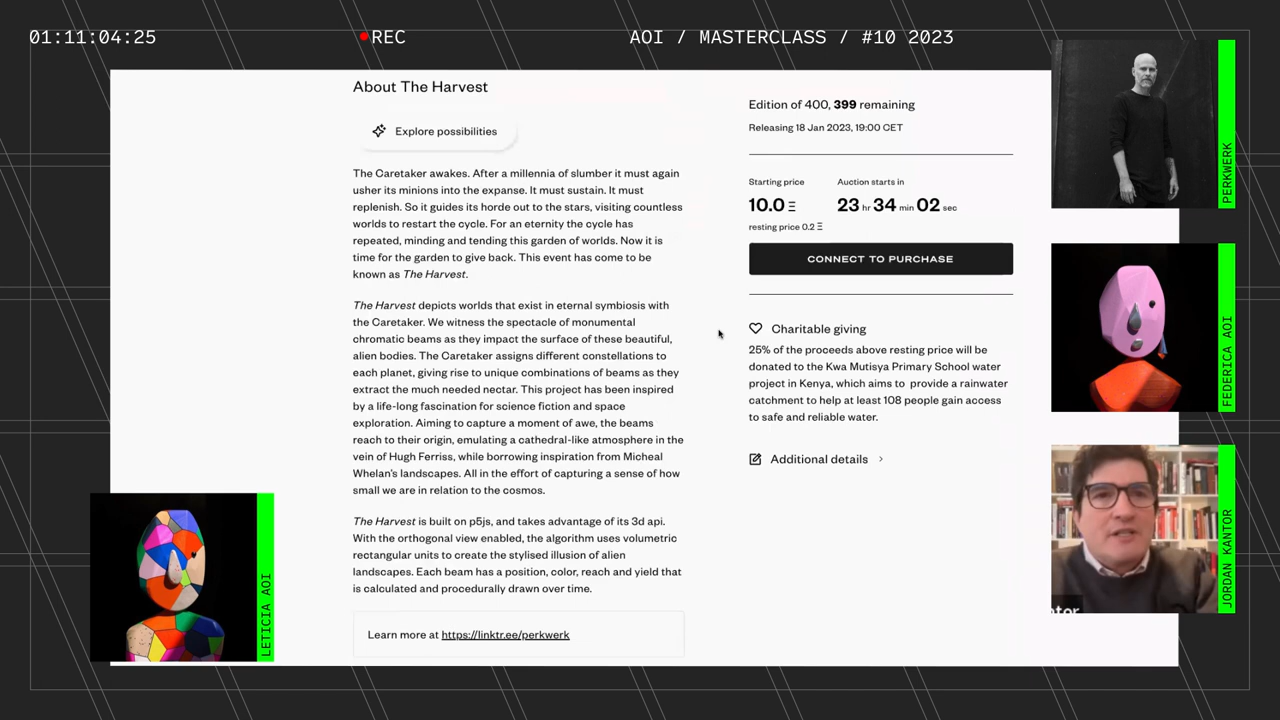 01:11:04:25
REC
AOI / MASTERCLASS / #10 2023
About The Harvest
Explore possibilities
The Caretaker awakes. After a millennia of slumber it must again
usher its minions into the expanse. It must sustain. It must
replenish. So it guides its horde out to the stars, visiting countless
worlds to restart the cycle. For an eternity the cycle has
repeated, minding and tending this garden of worlds. Now it is
time for the garden to give back. This event has come to be
known as The Harvest.
The Harvest depicts worlds that exist in eternal symbiosis with
the Caretaker. We witness the spectacle of monumental
chromatic beams as they impact the surface of these beautiful,
alien bodies. The Caretaker assigns different constellations to
each planet, giving rise to unique combinations of beams as they
extract the much needed nectar. This project has been inspired
by a life-long fascination for science fiction and space
exploration. Aiming to capture a moment of awe, the beams
reach to their origin, emulating a cathedral-like atmosphere in the
vein of Hugh Ferriss, while borrowing inspiration from Micheal
Whelan's landscapes. All in the effort of capturing a sense of how
small we are in relation to the cosmos.
The Harvest is built on p5js, and takes advantage of its 3d api.
With the orthogonal view enabled, the algorithm uses volumetric
rectangular units to create the stylised illusion of alien
landscapes. Each beam has a position, color, reach and yield that
is calculated and procedurally drawn over time.
Learn more at https://linktr.ee/perkwerk
Edition of 400, 399 remaining
Releasing 18 Jan 2023, 19:00 CET
Starting price
10.0 Ξ
resting price 0.2 Ξ
Auction starts in
23 hr 34 min 02 sec
CONNECT TO PURCHASE
Charitable giving
25% of the proceeds above resting price will be
donated to the Kwa Mutisya Primary School water
project in Kenya, which aims to provide a rainwater
catchment to help at least 108 people gain access
to safe and reliable water.
Additional details >
PERKWERK
FEDERICA AOI
JORDAN KANTOR
ntor
LETICIA AOI